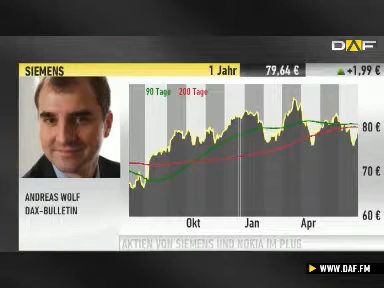 DAF
SIEMENS 1 Jahr 79,64 € +1,99 €
90 Tage 200 Tage
80 €
70 €
60 €
Okt Jan Apr
ANDREAS WOLF
DAX-BULLETIN
AKTIEN VON SIEMENS UND NOKIA IM PLUS
WWW.DAF.FM